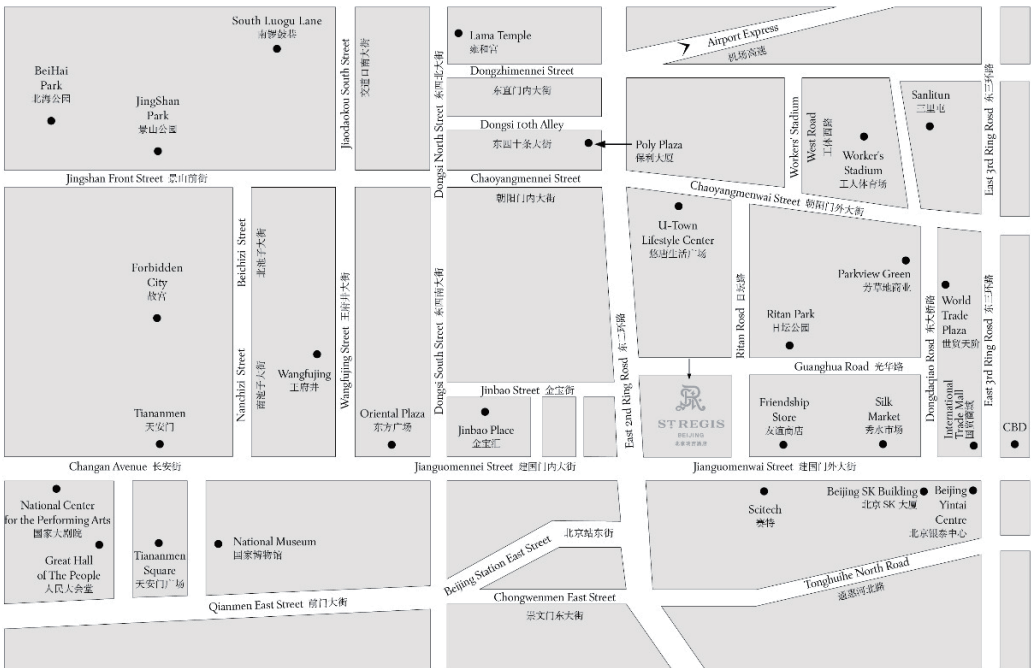 South Luogu Lane
南锣鼓巷
BeiHai
Park
北海公园
JingShan
Park
景山公园
Jiaodaokou South Street
交道口南大街
Dongsi North Street 东四北大街
Lama Temple
雍和宫
Dongzhimennei Street
东直门内大街
Dongsi 10th Alley
东四十条大街
Poly Plaza
保利大厦
Airport Express
机场高速
Workers' Stadium
West Road
工体西路
Worker's
Stadium
工人体育场
Sanlitun
三里屯
East 3rd Ring Rosd 东三环路
Jingshan Front Street 景山前街
Chaoyangmennei Street
朝阳门内大街
Chaoyangmenwai Street 朝阳门外大街
Forbidden
City
故宫
Beichizi Street
北池子大街
Nanchizi Street
南池子大街
Wangfujing
王府井
Wangfujing Street 王府井大街
Dongsi South Street 东四南大街
U-Town
Lifestyle Center
悠唐生活广场
Ritan Rosd 日坛路
Parkview Green
芳草地商业
Ritan Park
日坛公园
World
Trade
Plaza
世贸天阶
Dongdaqiao Rosd 东大桥路
East 3rd Ring Rosd 东三环路
Guanghua Road 光华路
East 2nd Ring Rosd 东二环路
Jinbao Street 金宝街
Tiananmen
天安门
Oriental Plaza
东方广场
Jinbao Place
金宝汇
STREGIS
BEIJING
Friendship
Store
友谊商店
Silk
Market
秀水市场
International
Trade Mall
国贸商城
CBD
Changan Avenue 长安街
Jianguomennei Street 建国门内大街
Jianguomenwai Street 建国门外大街
National Center
for the Performing Arts
国家大剧院
Great Hall
of The People
人民大会堂
Tiananmen
Square
天安门广场
National Museum
国家博物馆
Scitech
赛特
Beijing SK Building
北京 SK 大厦
Beijing
Yintai
Centre
北京银泰中心
Beijing Station East Street
北京站东街
Qianmen East Street 前门大街
Chongwenmen East Street
崇文门东大街
Tonghuihe North Road
通惠河北路